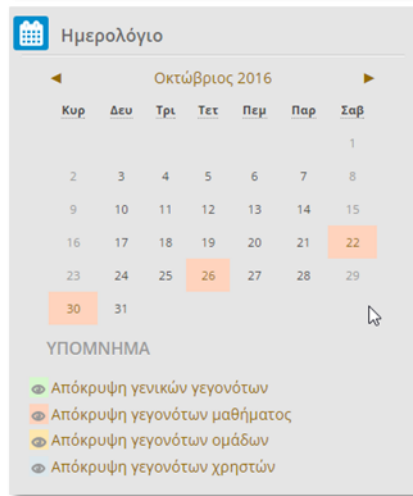 Ημερολόγιο
◄ Οκτώβριος 2016 ►
Κυρ Δευ Τρι Τετ Πεμ Παρ Σαβ
1
2 3 4 5 6 7 8
9 10 11 12 13 14 15
16 17 18 19 20 21 22
23 24 25 26 27 28 29
30 31
ΥΠΟΜΝΗΜΑ
Απόκρυψη γενικών γεγονότων
Απόκρυψη γεγονότων μαθήματος
Απόκρυψη γεγονότων ομάδων
Απόκρυψη γεγονότων χρηστών